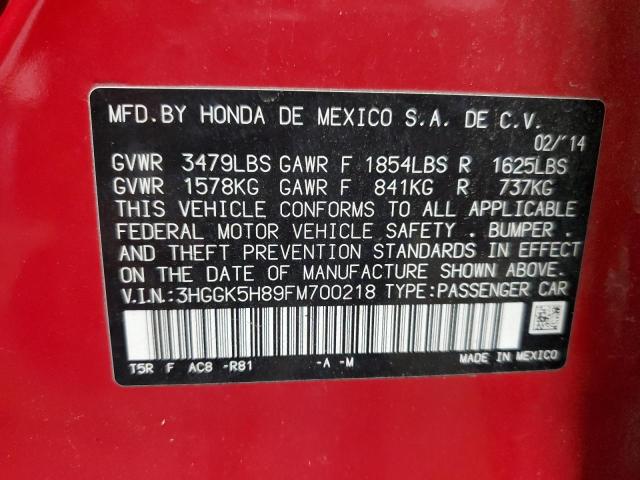 MFD.BY HONDA DE MEXICO S.A. DE C.V.
02/'14
GVWR 3479LBS GAWR F 1854LBS R 1625LBS
GVWR 1578KG GAWR F 841KG R 737KG
THIS VEHICLE CONFORMS TO ALL APPLICABLE
FEDERAL MOTOR VEHICLE SAFETY . BUMPER .
AND THEFT PREVENTION STANDARDS IN EFFECT
ON THE DATE OF MANUFACTURE SHOWN ABOVE.
V.I.N.:3HGGK5H89FM700218 TYPE:PASSENGER CAR
T5R F AC8 -R81 -A -M MADE IN MEXICO